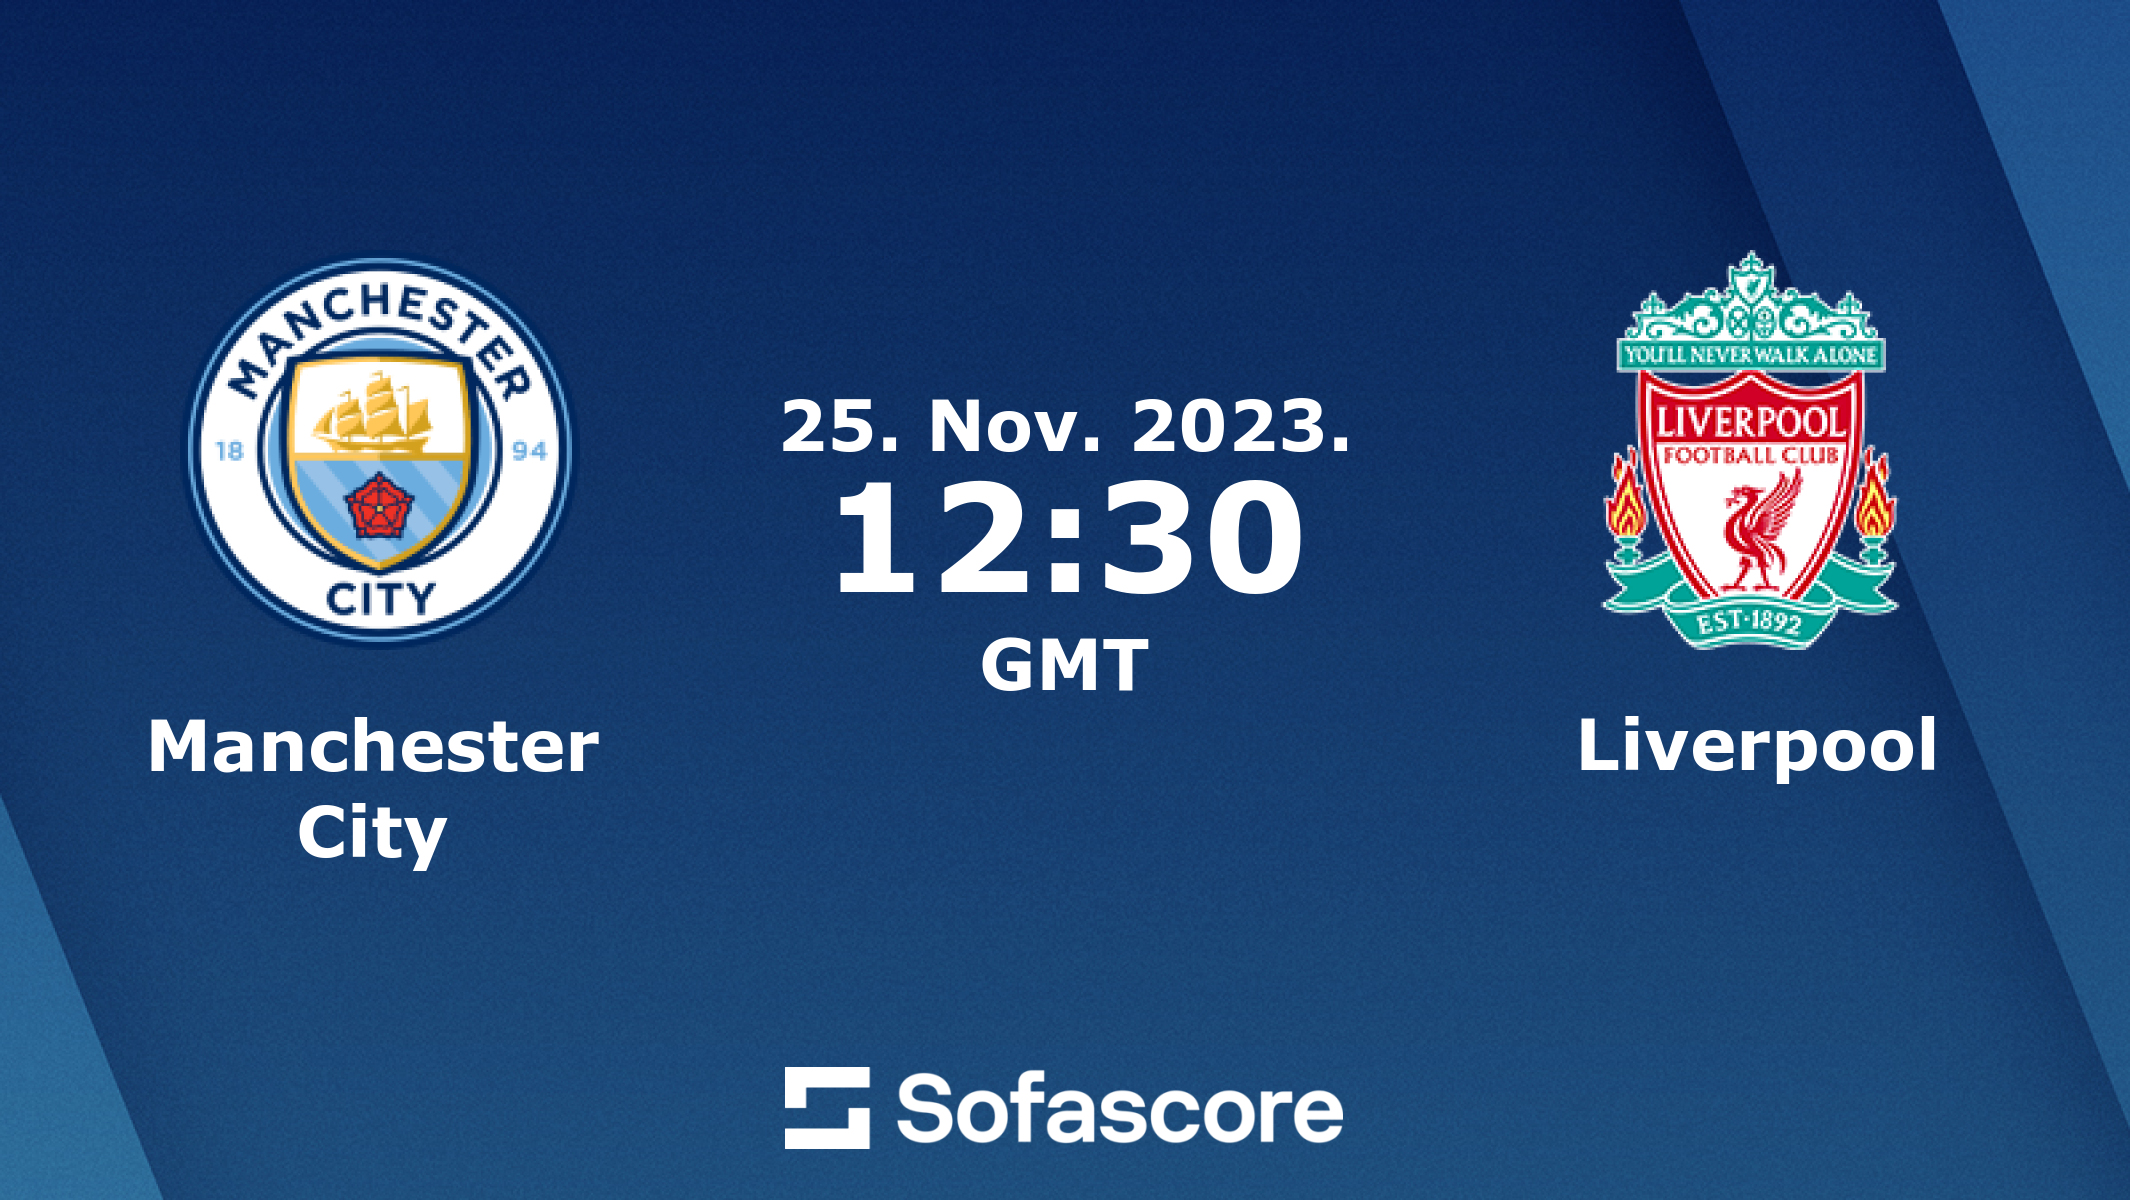 MANCHESTER
18 94
CITY
Manchester
City
25. Nov. 2023.
12:30
GMT
YOU'LL NEVER WALK ALONE
LIVERPOOL
FOOTBALL CLUB
EST·1892
Liverpool
Sofascore